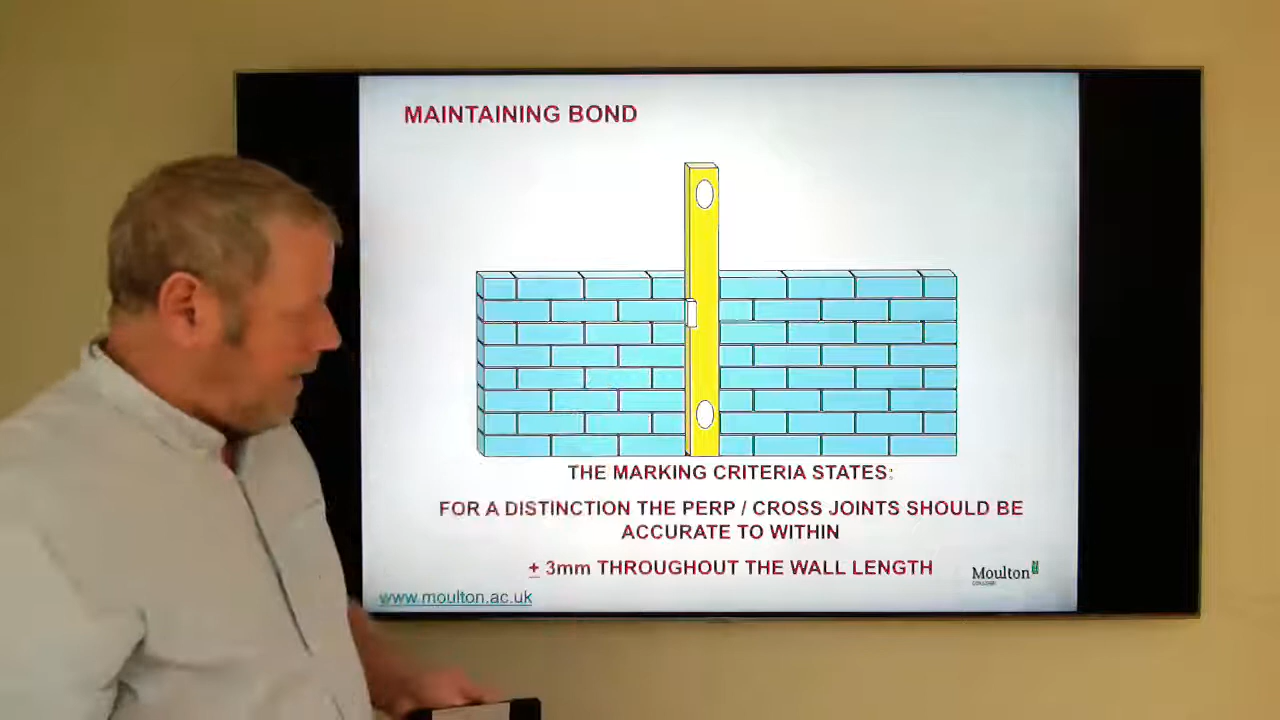 MAINTAINING BOND
THE MARKING CRITERIA STATES:
FOR A DISTINCTION THE PERP / CROSS JOINTS SHOULD BE
ACCURATE TO WITHIN
± 3mm THROUGHOUT THE WALL LENGTH
Moulton
www.moulton.ac.uk